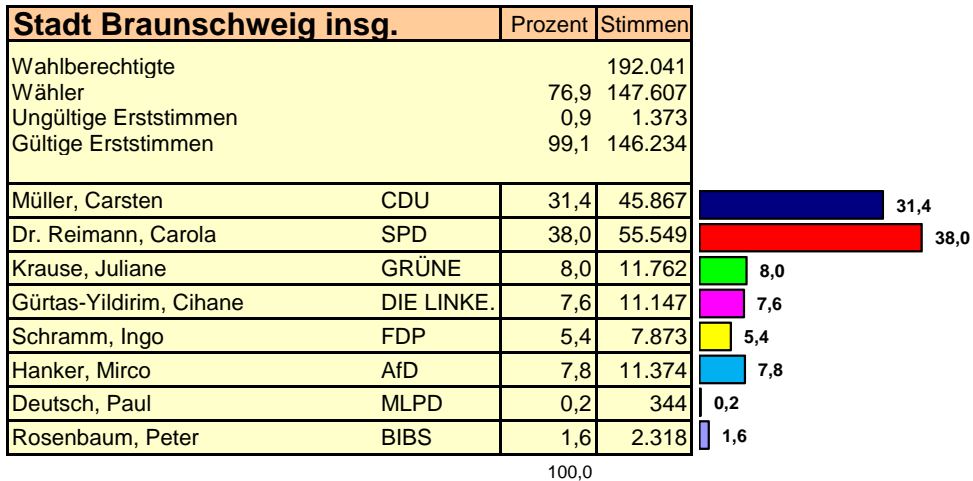 Stadt Braunschweig insg. Prozent Stimmen
Wahlberechtigte 192.041
Wähler 76,9 147.607
Ungültige Erststimmen 0,9 1.373
Gültige Erststimmen 99,1 146.234
Müller, Carsten CDU 31,4 45.867 31,4
Dr. Reimann, Carola SPD 38,0 55.549 38,0
Krause, Juliane GRÜNE 8,0 11.762 8,0
Gürtas-Yildirim, Cihane DIE LINKE. 7,6 11.147 7,6
Schramm, Ingo FDP 5,4 7.873 5,4
Hanker, Mirco AfD 7,8 11.374 7,8
Deutsch, Paul MLPD 0,2 344 0,2
Rosenbaum, Peter BIBS 1,6 2.318 1,6
100,0